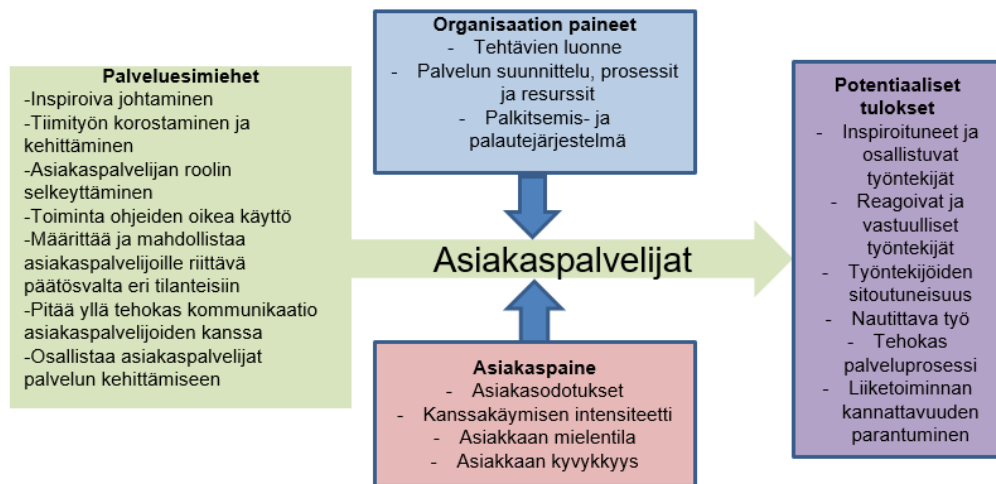 Palveluesimiehet
-Inspiroiva johtaminen
-Tiimityön korostaminen ja
kehittäminen
-Asiakaspalvelijan roolin
selkeyttäminen
-Toiminta ohjeiden oikea käyttö
-Määrittää ja mahdollistaa
asiakaspalvelijoille riittävä
päätösvalta eri tilanteisiin
-Pitää yllä tehokas kommunikaatio
asiakaspalvelijoiden kanssa
-Osallistaa asiakaspalvelijat
palvelun kehittämiseen
Organisaation paineet
- Tehtävien luonne
- Palvelun suunnittelu, prosessit
ja resurssit
- Palkitsemis- ja
palautejärjestelmä
Asiakaspalvelijat
Asiakaspaine
- Asiakasodotukset
- Kanssakäymisen intensiteetti
- Asiakkaan mielentila
- Asiakkaan kyvykkyys
Potentiaaliset
tulokset
- Inspiroituneet ja
osallistuvat
työntekijät
- Reagoivat ja
vastuulliset
työntekijät
- Työntekijöiden
sitoutuneisuus
- Nautittava työ
- Tehokas
palveluprosessi
- Liiketoiminnan
kannattavuuden
parantuminen